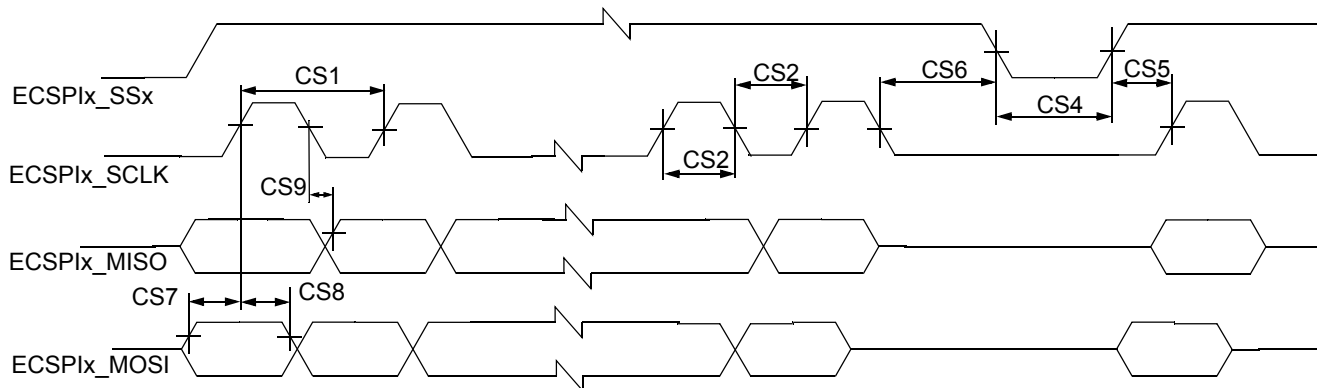 ECSPIx_SSx
CS1
CS2
CS6
CS5
CS4
ECSPIx_SCLK
CS2
CS9
ECSPIx_MISO
CS7
CS8
ECSPIx_MOSI